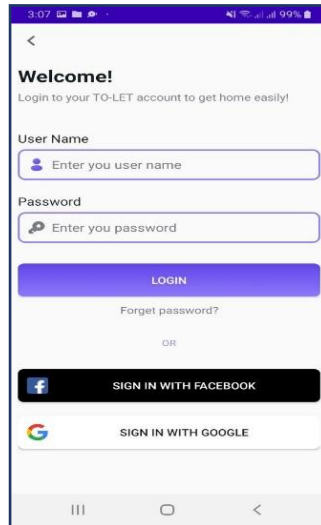 3:07 99%
Welcome!
Login to your TO-LET account to get home easily!
User Name
Enter you user name
Password
Enter you password
LOGIN
Forget password?
OR
SIGN IN WITH FACEBOOK
SIGN IN WITH GOOGLE